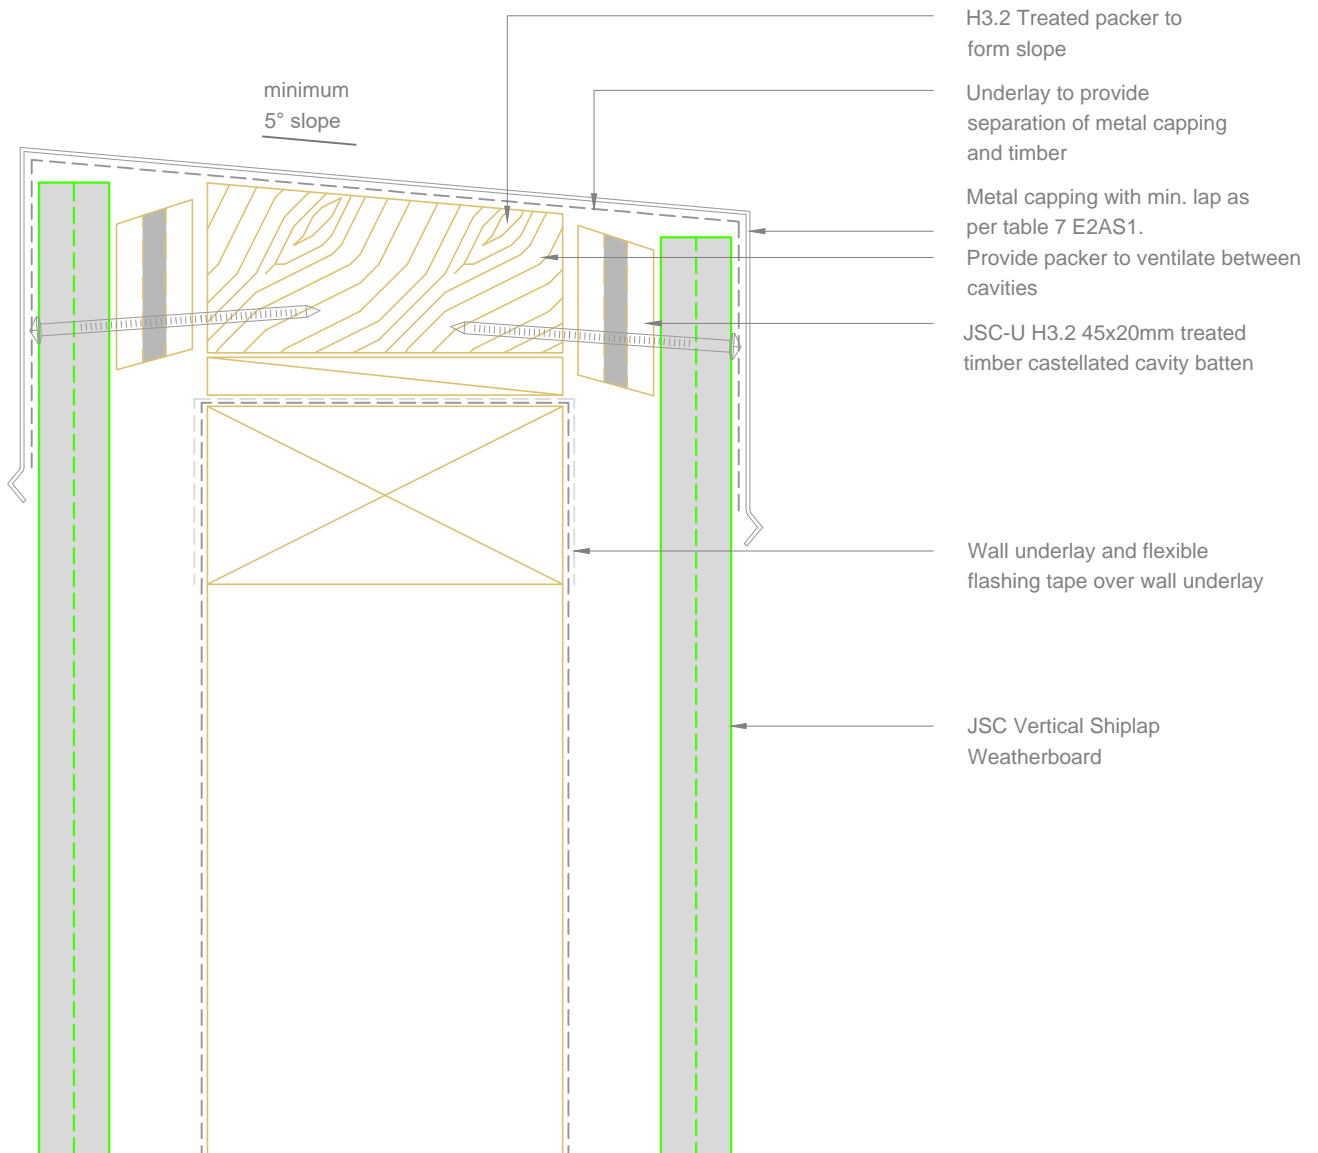 minimum
5° slope
H3.2 Treated packer to
form slope
Underlay to provide
separation of metal capping
and timber
Metal capping with min. lap as
per table 7 E2AS1.
Provide packer to ventilate between
cavities
JSC-U H3.2 45x20mm treated
timber castellated cavity batten
Wall underlay and flexible
flashing tape over wall underlay
JSC Vertical Shiplap
Weatherboard